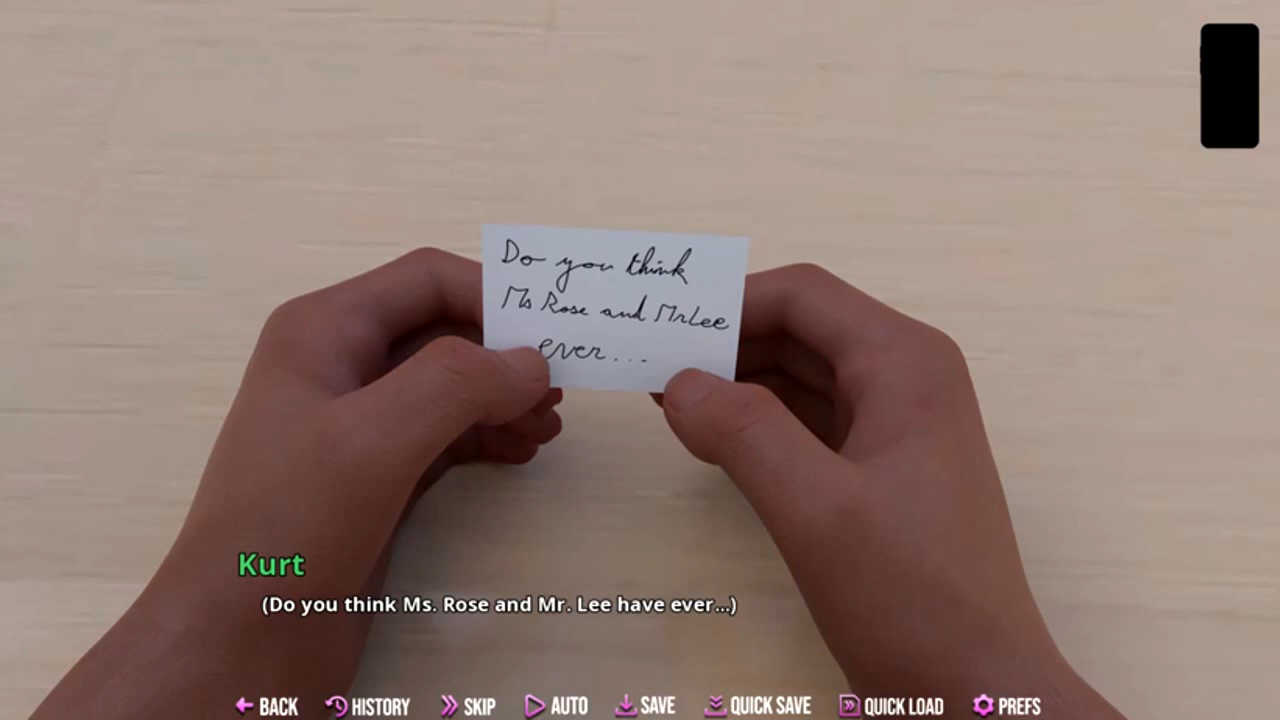 Do you think
Ms Rose and Mr Lee
ever...
Kurt
(Do you think Ms. Rose and Mr. Lee have ever...)
BACK HISTORY SKIP AUTO SAVE QUICK SAVE QUICK LOAD PREFS